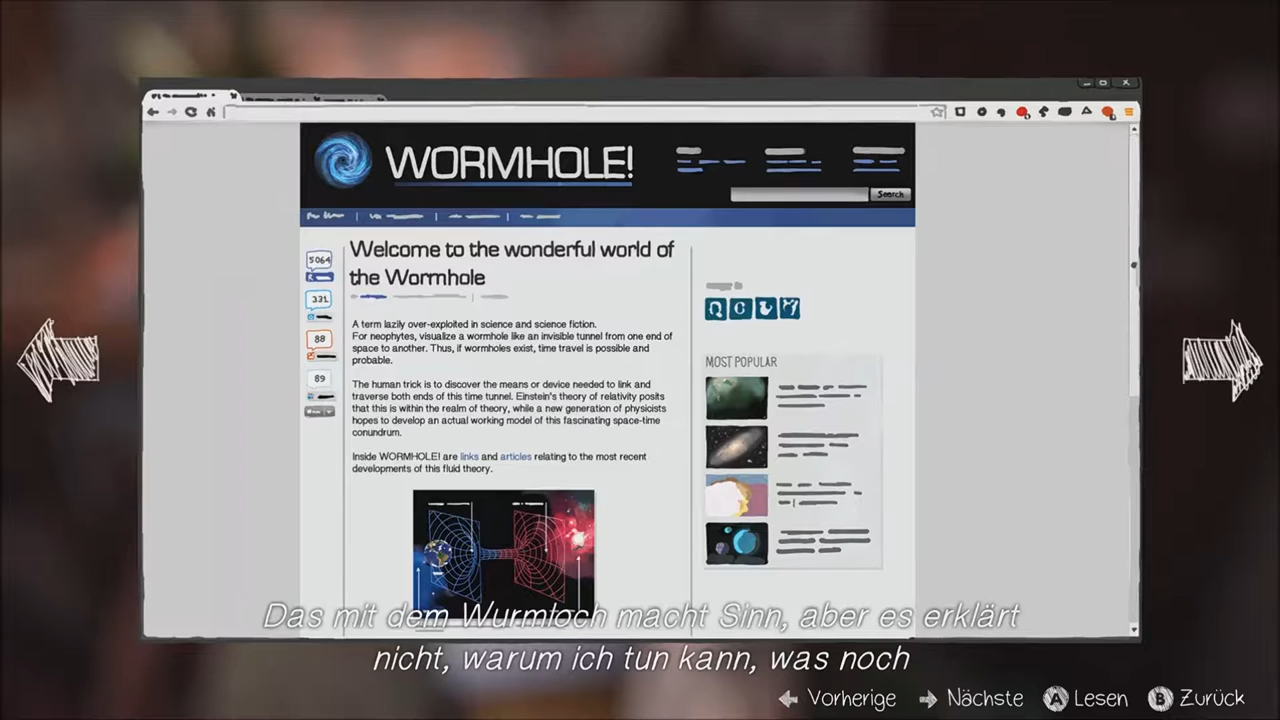 WORMHOLE!
Search
5064
331
88
89
Welcome to the wonderful world of
the Wormhole
A term lazily over-exploited in science and science fiction.
For neophytes, visualize a wormhole like an invisible tunnel from one end of
space to another. Thus, if wormholes exist, time travel is possible and
probable.
The human trick is to discover the means or device needed to link and
traverse both ends of this time tunnel. Einstein's theory of relativity posits
that this is within the realm of theory, while a new generation of physicists
hopes to develop an actual working model of this fascinating space-time
conundrum.
Inside WORMHOLE! are links and articles relating to the most recent
developments of this fluid theory.
MOST POPULAR
Das mit dem Wurmloch macht Sinn, aber es erklärt
nicht, warum ich tun kann, was noch
Vorherige
Nächste
A Lesen
B Zurück